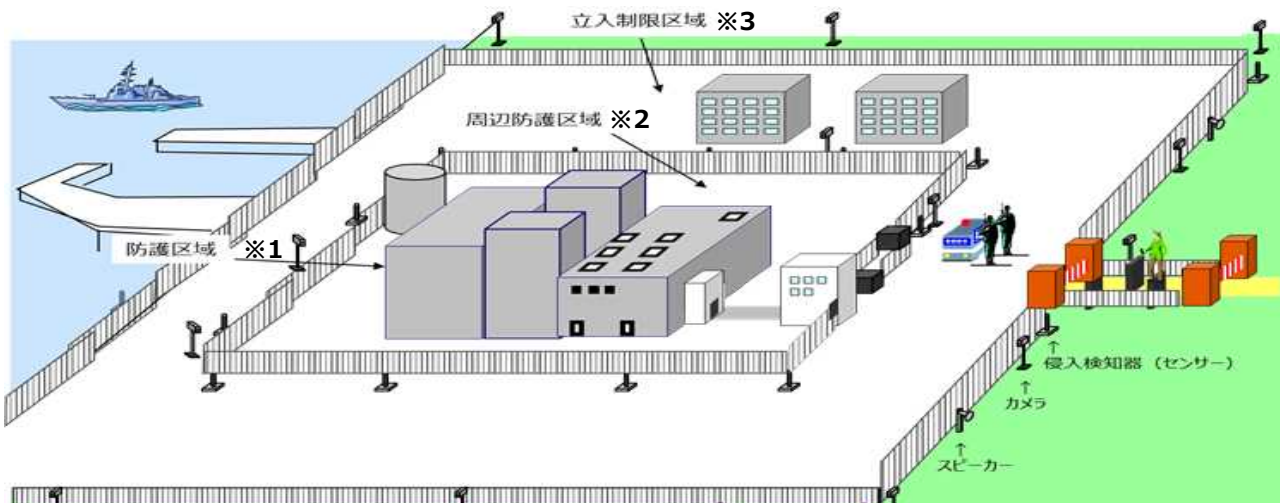 立入制限区域 ※3
周辺防護区域 ※2
防護区域 ※1
↑
侵入検知器（センサー）
↑
カメラ
↑
スピーカー